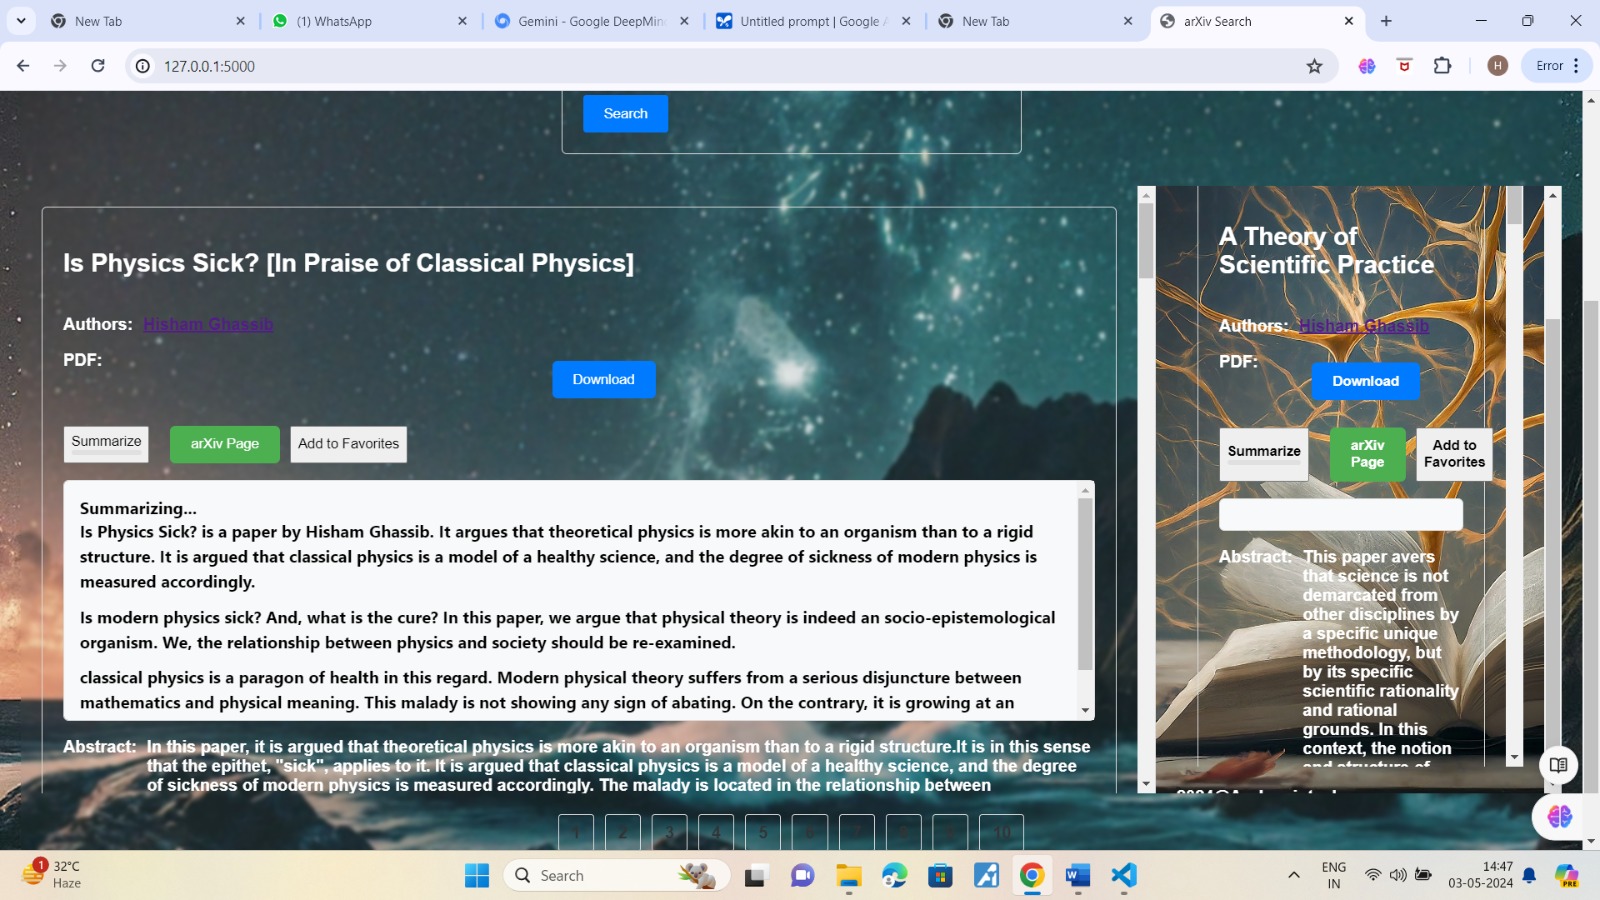 New Tab
(1) WhatsApp
Gemini - Google DeepMin
Untitled prompt | Google A
New Tab
arXiv Search
127.0.0.1:5000
H
Error
Search
Is Physics Sick? [In Praise of Classical Physics]
Authors: Hisham Ghassib
PDF:
Download
Summarize
arXiv Page
Add to Favorites
Summarizing...
Is Physics Sick? is a paper by Hisham Ghassib. It argues that theoretical physics is more akin to an organism than to a rigid
structure. It is argued that classical physics is a model of a healthy science, and the degree of sickness of modern physics is
measured accordingly.
Is modern physics sick? And, what is the cure? In this paper, we argue that physical theory is indeed an socio-epistemological
organism. We, the relationship between physics and society should be re-examined.
classical physics is a paragon of health in this regard. Modern physical theory suffers from a serious disjuncture between
mathematics and physical meaning. This malady is not showing any sign of abating. On the contrary, it is growing at an
Abstract: In this paper, it is argued that theoretical physics is more akin to an organism than to a rigid structure.It is in this sense
that the epithet, "sick", applies to it. It is argued that classical physics is a model of a healthy science, and the degree
of sickness of modern physics is measured accordingly. The malady is located in the relationship between
A Theory of
Scientific Practice
Authors: Hisham Ghassib
PDF:
Download
Summarize
arXiv
Page
Add to
Favorites
Abstract: This paper avers
that science is not
demarcated from
other disciplines by
a specific unique
methodology, but
by its specific
scientific rationality
and rational
grounds. In this
context, the notion
and structure of
1 2 3 4 5 6 10
1
32°C
Haze
Search
ENG
IN
14:47
03-05-2024
PRE